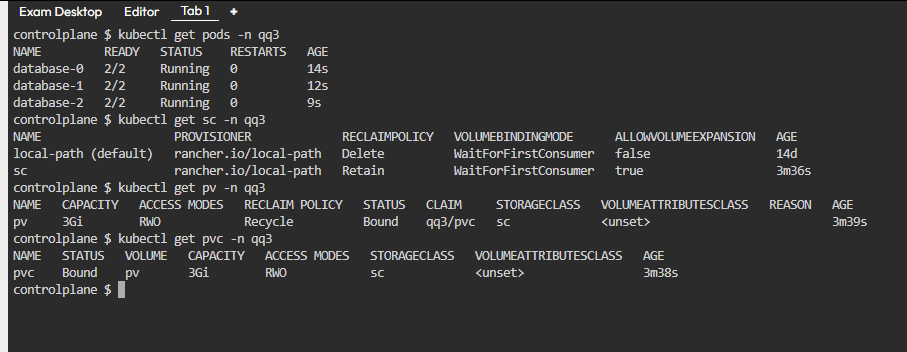 Exam Desktop Editor Tab 1 +
controlplane $ kubectl get pods -n qq3
NAME READY STATUS RESTARTS AGE
database-0 2/2 Running 0 14s
database-1 2/2 Running 0 12s
database-2 2/2 Running 0 9s
controlplane $ kubectl get sc -n qq3
NAME PROVISIONER RECLAIMPOLICY VOLUMEBINDINGMODE ALLOWVOLUMEEXPANSION AGE
local-path (default) rancher.io/local-path Delete WaitForFirstConsumer false 14d
sc rancher.io/local-path Retain WaitForFirstConsumer true 3m36s
controlplane $ kubectl get pv -n qq3
NAME CAPACITY ACCESS MODES RECLAIM POLICY STATUS CLAIM STORAGECLASS VOLUMEATTRIBUTESCLASS REASON AGE
pv 3Gi RWO Recycle Bound qq3/pvc sc <unset> 3m39s
controlplane $ kubectl get pvc -n qq3
NAME STATUS VOLUME CAPACITY ACCESS MODES STORAGECLASS VOLUMEATTRIBUTESCLASS AGE
pvc Bound pv 3Gi RWO sc <unset> 3m38s
controlplane $